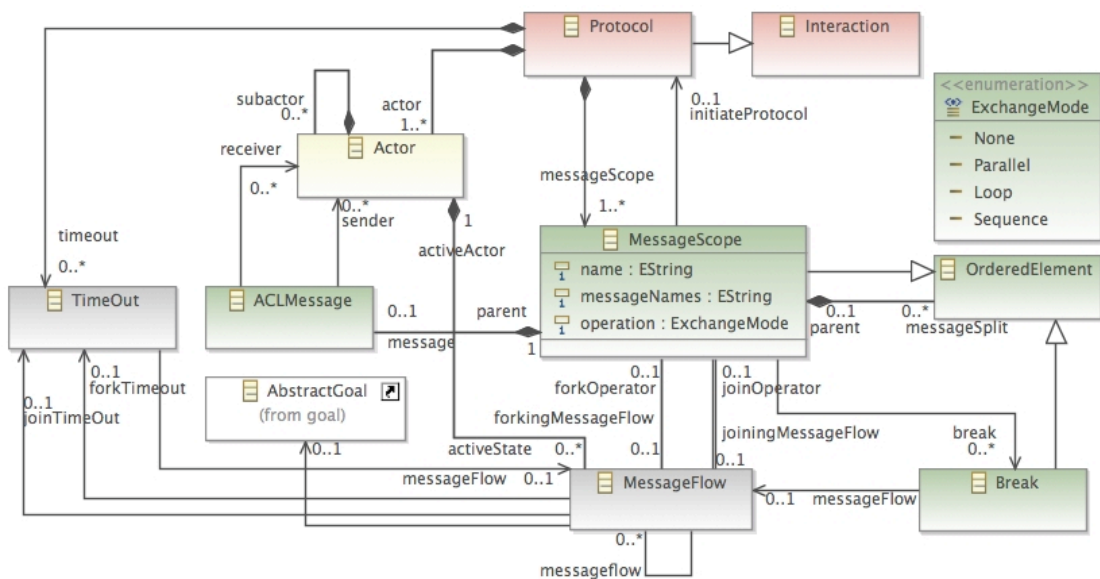 Protocol
Interaction
<<enumeration>>
ExchangeMode
None
Parallel
Loop
Sequence
subactor
0..*
actor
1..*
0..1
initiateProtocol
receiver
0..*
Actor
0..*
sender
messageScope
1..*
1
activeActor
timeout
0..*
MessageScope
name : EString
messageNames : EString
operation : ExchangeMode
OrderedElement
TimeOut
ACLMessage
0..1
message
parent
1
0..1
parent
0..*
messageSplit
0..1
forkTimeout
0..1
joinTimeOut
AbstractGoal
(from goal)
0..1
0..1
forkOperator
0..1
joinOperator
forkingMessageFlow
joiningMessageFlow
activeState
0..*
0..1
0..1
break
0..*
messageFlow
0..1
MessageFlow
0..1
messageFlow
Break
0..*
messageflow